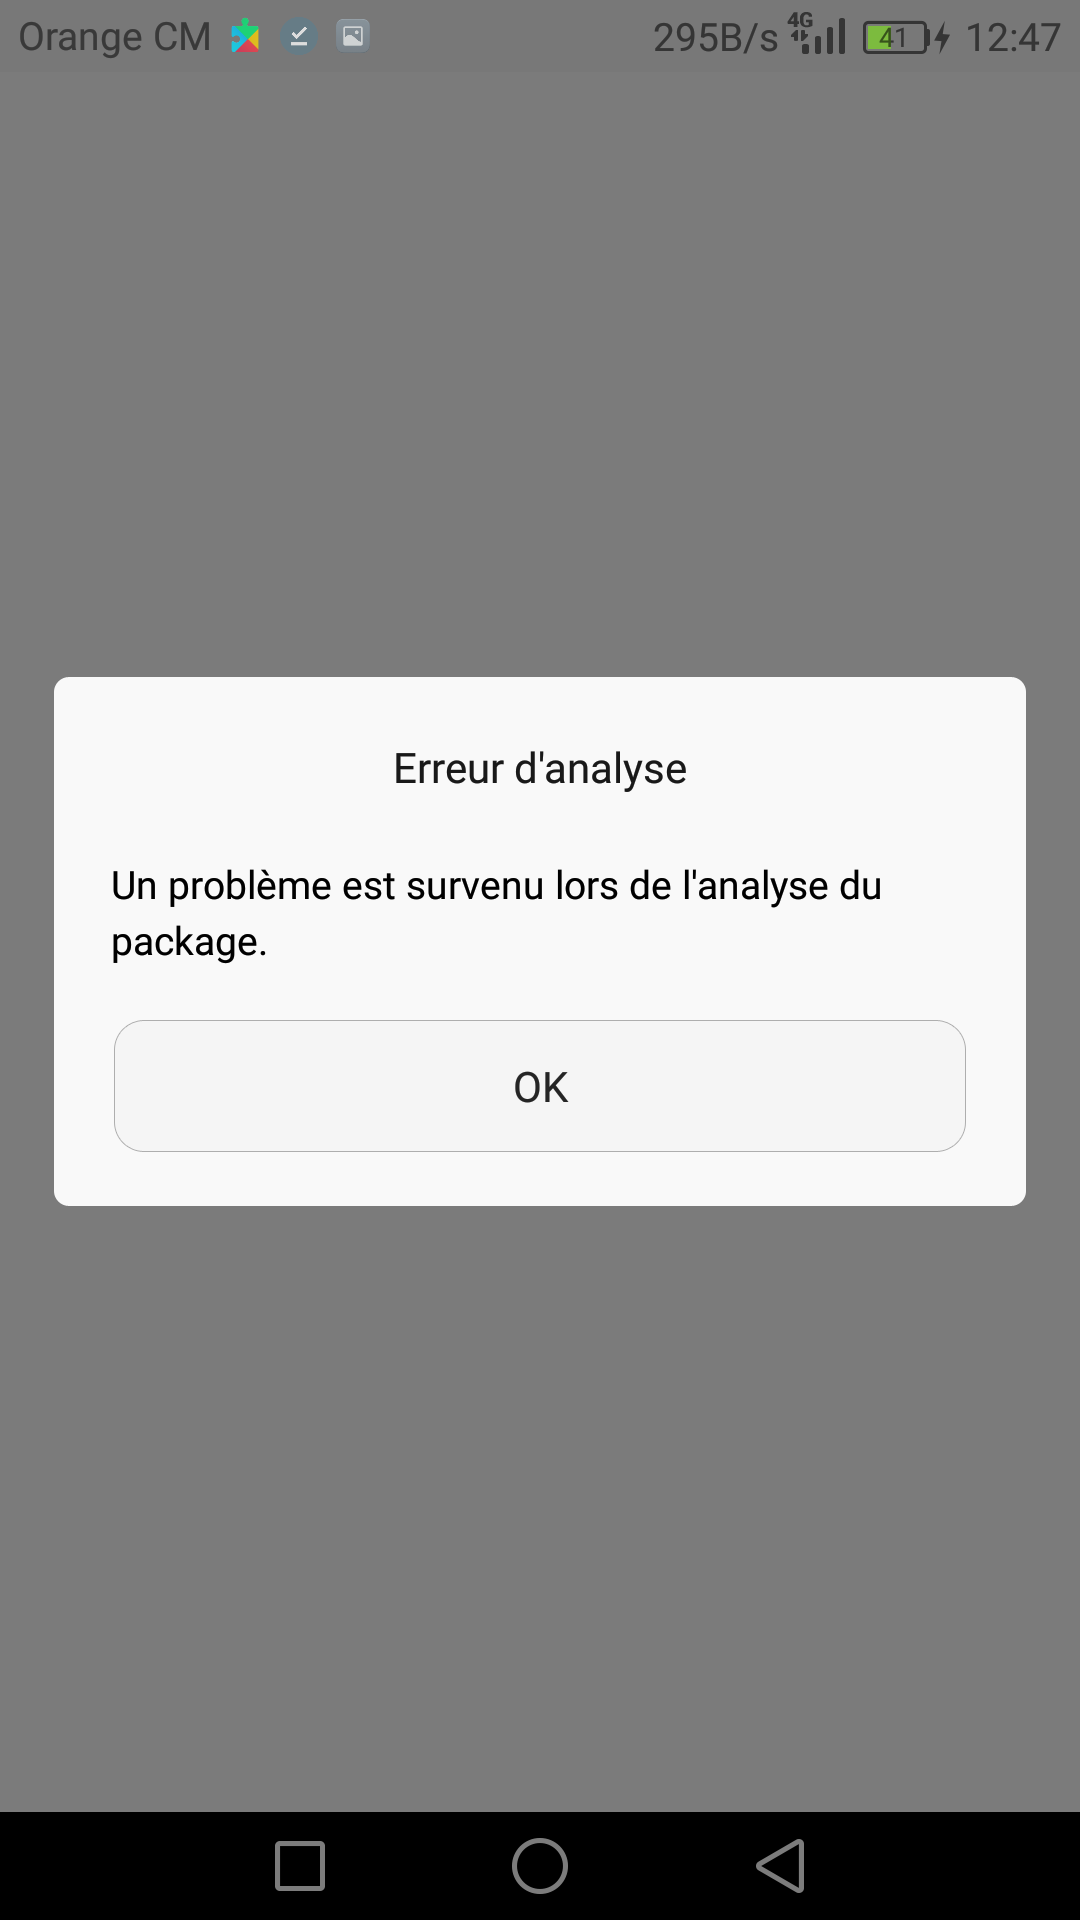 Orange CM 295B/s 4G 41 12:47
Erreur d'analyse
Un problème est survenu lors de l'analyse du
package.
OK